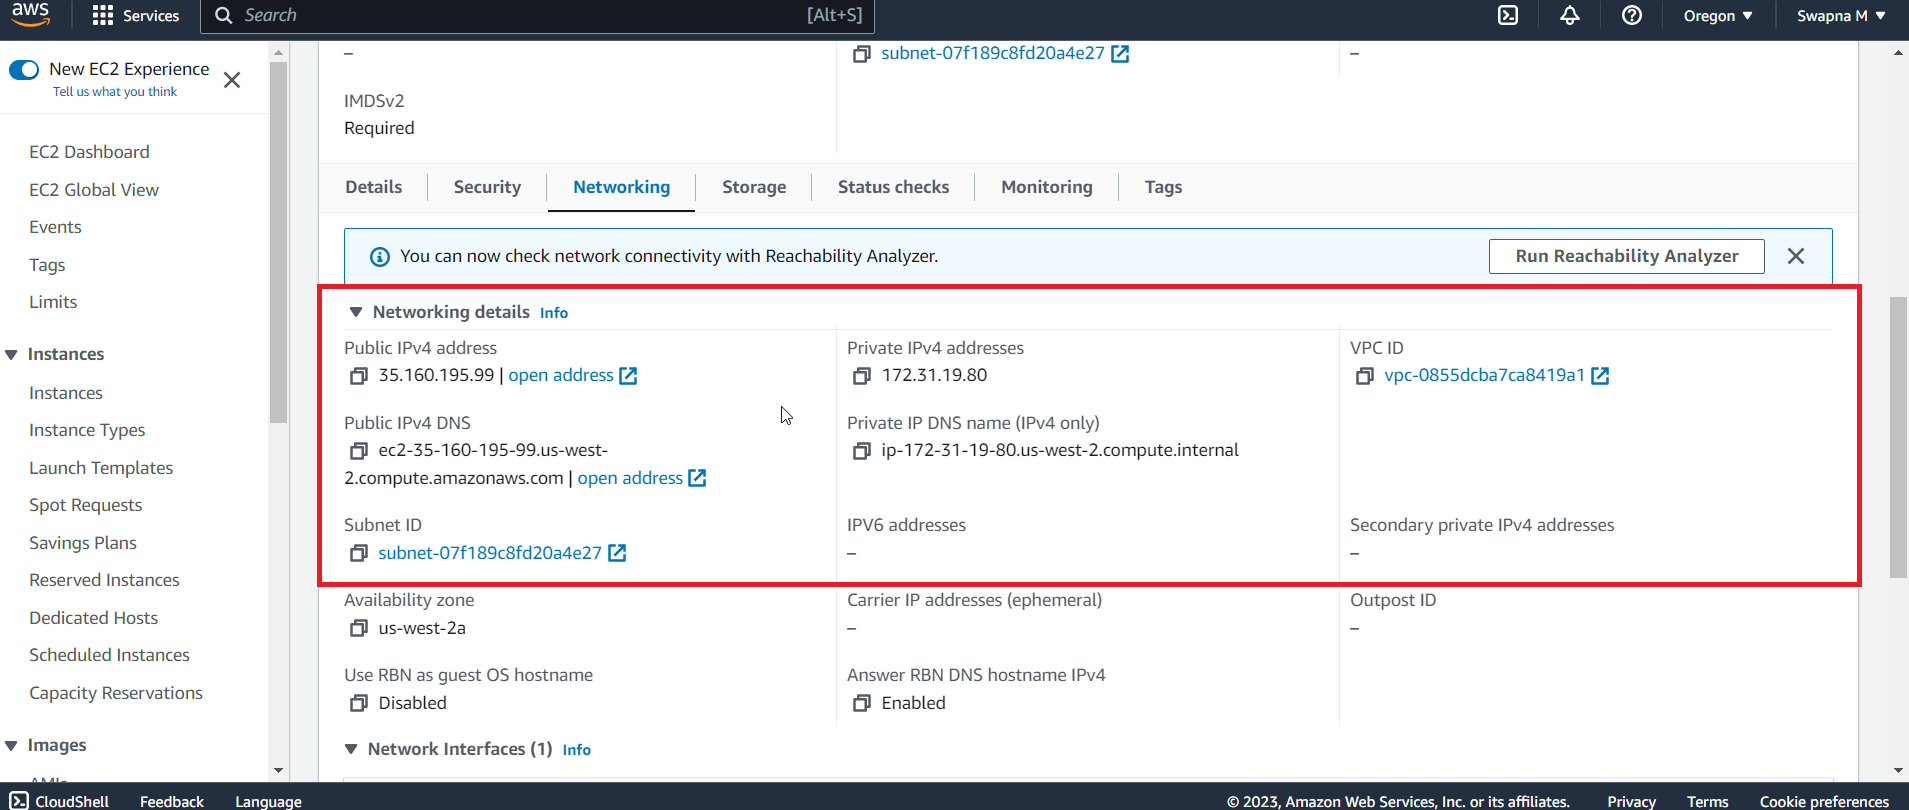 aws
Services
Search
[Alt+S]
Oregon ▼
Swapna M ▼
New EC2 Experience
Tell us what you think
EC2 Dashboard
EC2 Global View
Events
Tags
Limits
Instances
Instances
Instance Types
Launch Templates
Spot Requests
Savings Plans
Reserved Instances
Dedicated Hosts
Scheduled Instances
Capacity Reservations
Images
AMIs
–
subnet-07f189c8fd20a4e27
–
IMDSv2
Required
Details
Security
Networking
Storage
Status checks
Monitoring
Tags
You can now check network connectivity with Reachability Analyzer.
Run Reachability Analyzer
Networking details Info
Public IPv4 address
35.160.195.99 | open address
Private IPv4 addresses
172.31.19.80
VPC ID
vpc-0855dcba7ca8419a1
Public IPv4 DNS
ec2-35-160-195-99.us-west-
2.compute.amazonaws.com | open address
Private IP DNS name (IPv4 only)
ip-172-31-19-80.us-west-2.compute.internal
Subnet ID
subnet-07f189c8fd20a4e27
IPV6 addresses
–
Secondary private IPv4 addresses
–
Availability zone
us-west-2a
Carrier IP addresses (ephemeral)
–
Outpost ID
–
Use RBN as guest OS hostname
Disabled
Answer RBN DNS hostname IPv4
Enabled
Network Interfaces (1) Info
CloudShell
Feedback
Language
© 2023, Amazon Web Services, Inc. or its affiliates.
Privacy
Terms
Cookie preferences